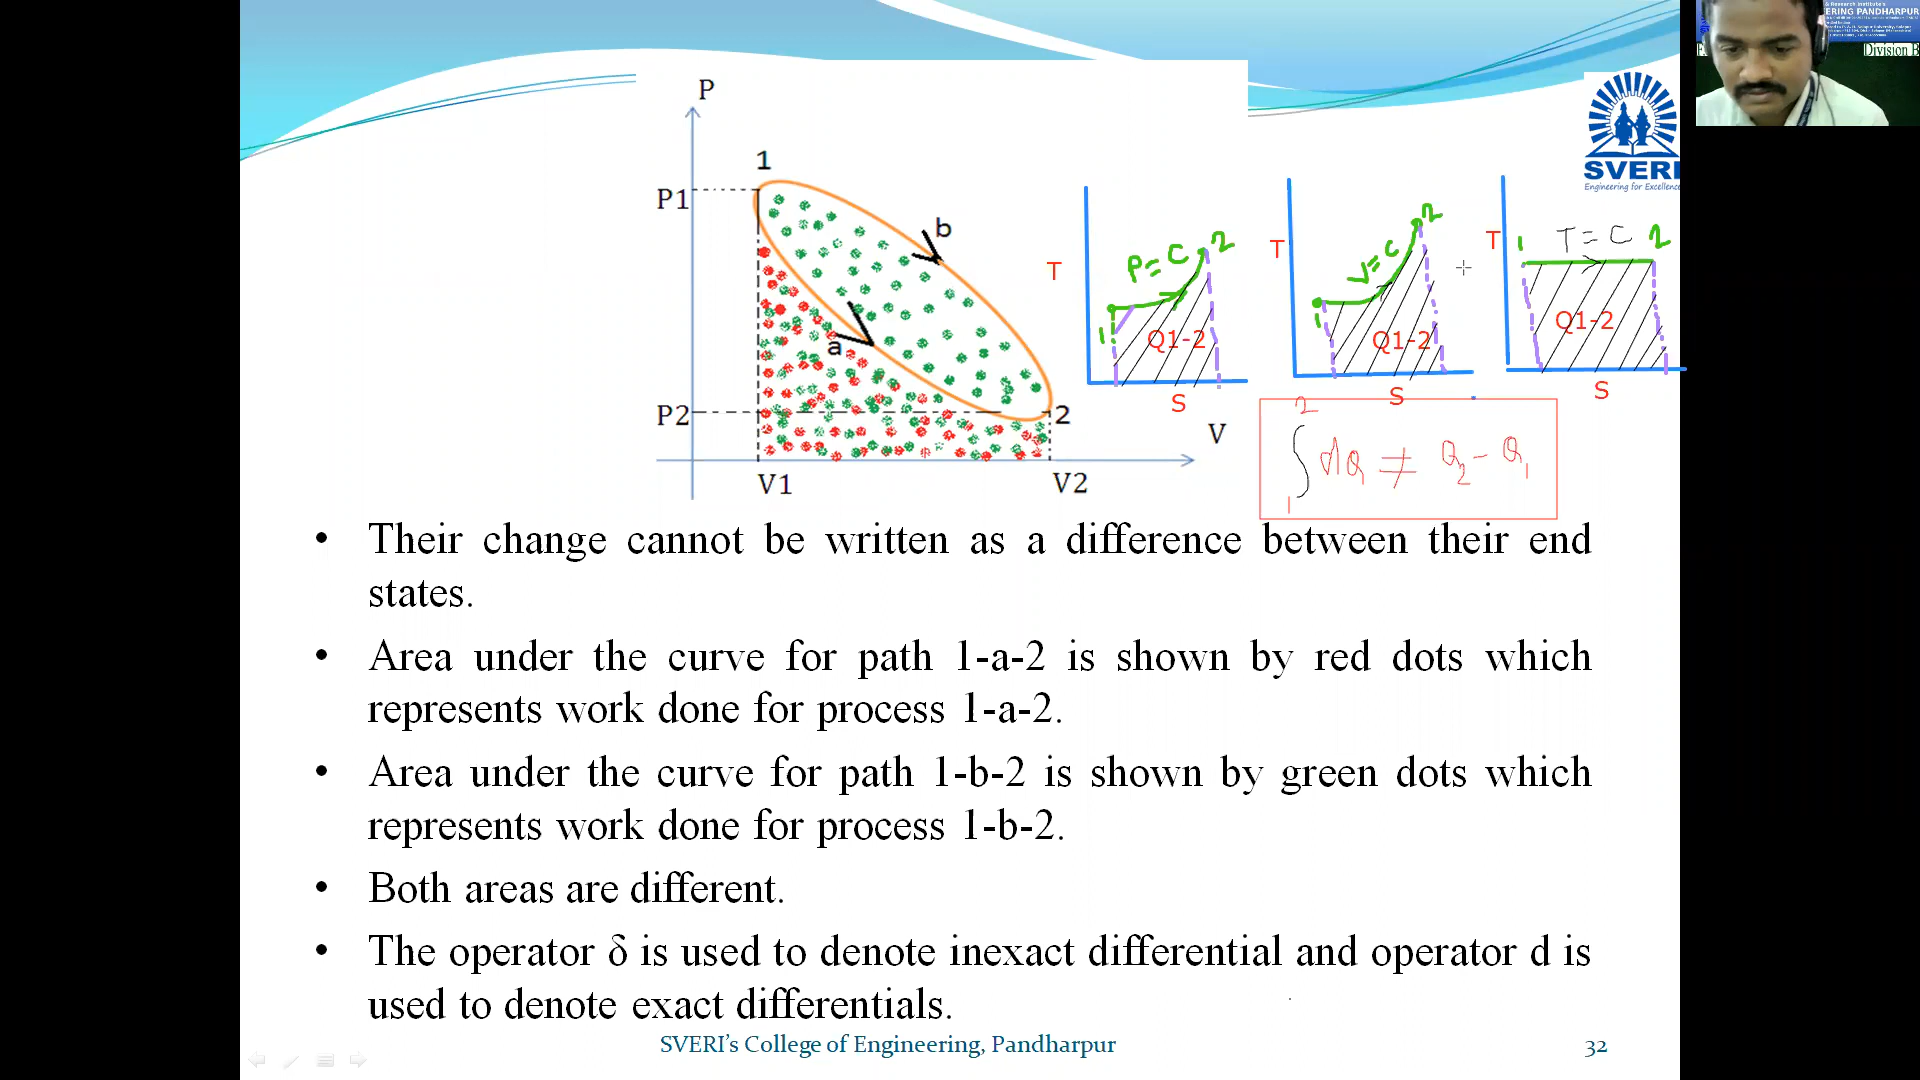 & Research Institute's
ERING PANDHARPUR
Division B
SVERI
Engineering for Excellence
P
1
P1
b
a
P2
2
V
V1
V2
T
P=C
2
1
Q1-2
S
T
V=C
2
1
Q1-2
S
T
1
T=C
2
Q1-2
S
2
∫ dQ ≠ Q2 - Q1
1
• Their change cannot be written as a difference between their end
states.
• Area under the curve for path 1-a-2 is shown by red dots which
represents work done for process 1-a-2.
• Area under the curve for path 1-b-2 is shown by green dots which
represents work done for process 1-b-2.
• Both areas are different.
• The operator δ is used to denote inexact differential and operator d is
used to denote exact differentials.
SVERI's College of Engineering, Pandharpur
32